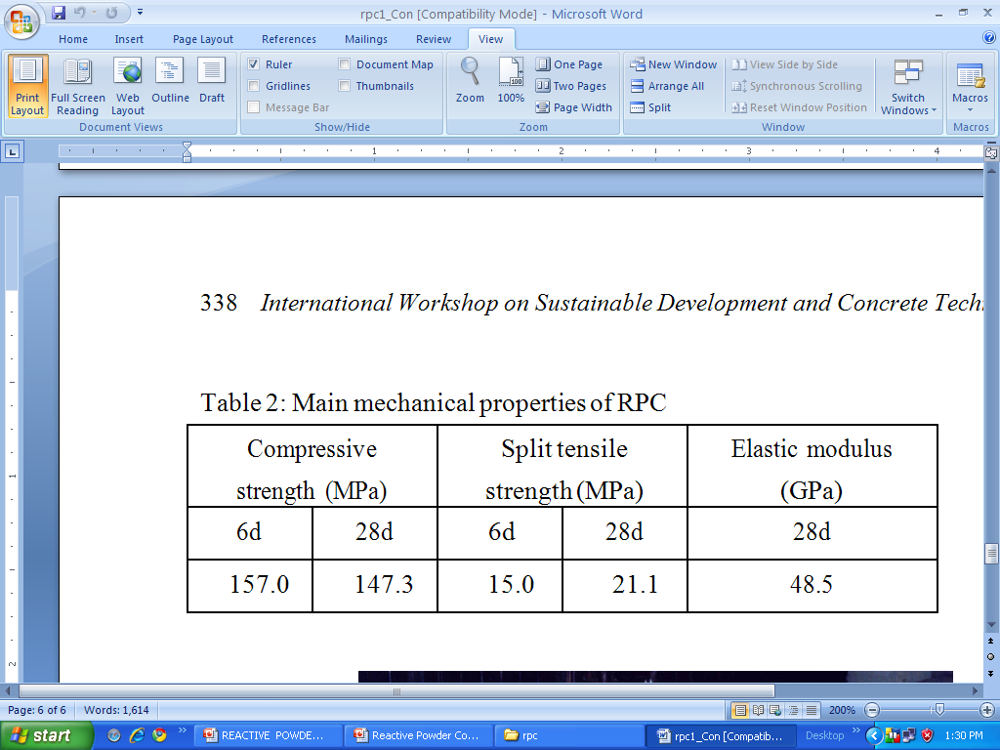 rpc1_Con [Compatibility Mode] - Microsoft Word
Home Insert Page Layout References Mailings Review View
Ruler Document Map One Page New Window View Side by Side
Gridlines Thumbnails Two Pages Arrange All Synchronous Scrolling
Message Bar Page Width Split Reset Window Position
Print Layout Full Screen Reading Web Layout Outline Draft Zoom 100% Switch Windows Macros
Document Views Show/Hide Zoom Window Macros
1 2 3 4
338 International Workshop on Sustainable Development and Concrete Techn
Table 2: Main mechanical properties of RPC
Compressive Split tensile Elastic modulus
strength (MPa) strength (MPa) (GPa)
6d 28d 6d 28d 28d
157.0 147.3 15.0 21.1 48.5
Page: 6 of 6 Words: 1,614 200%
start REACTIVE POWDE... Reactive Powder Co... rpc rpc1_Con [Compatib... Desktop 1:30 PM